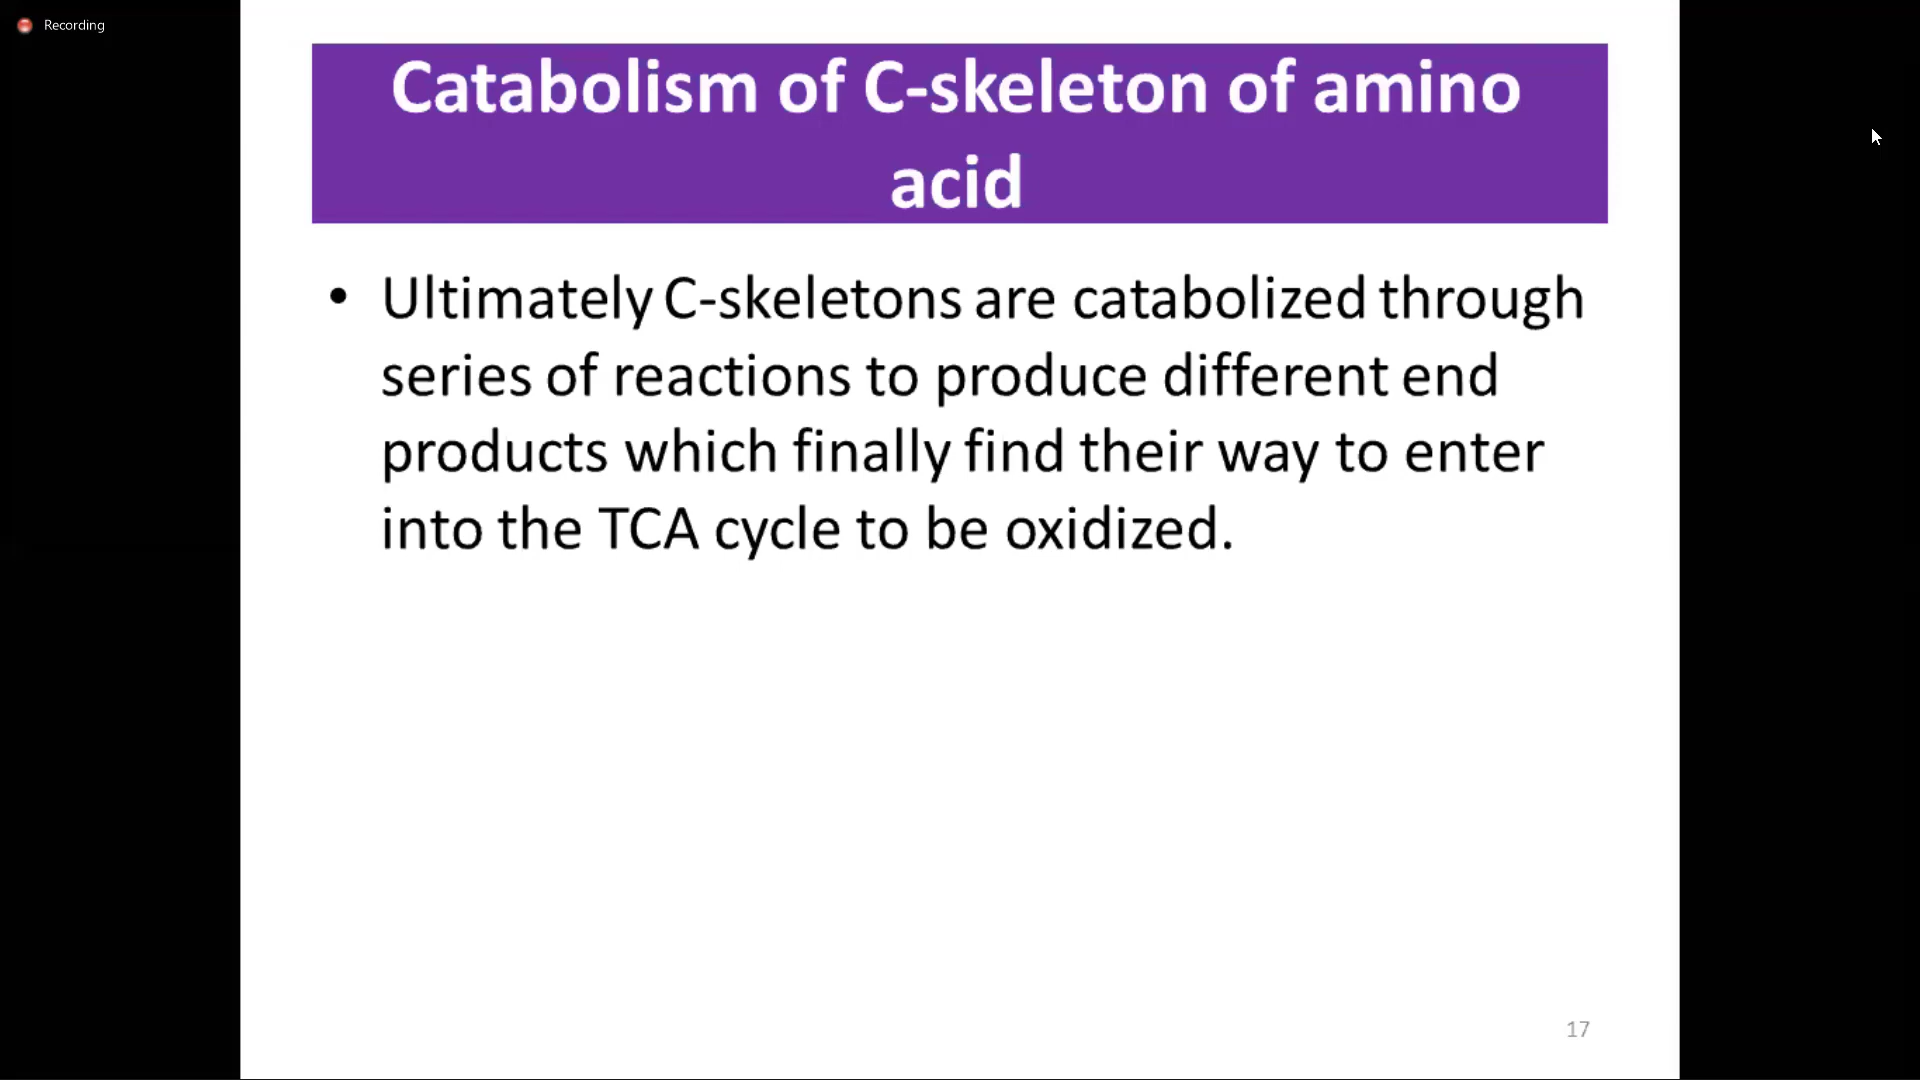 Recording
Catabolism of C-skeleton of amino
acid
• Ultimately C-skeletons are catabolized through
series of reactions to produce different end
products which finally find their way to enter
into the TCA cycle to be oxidized.
17